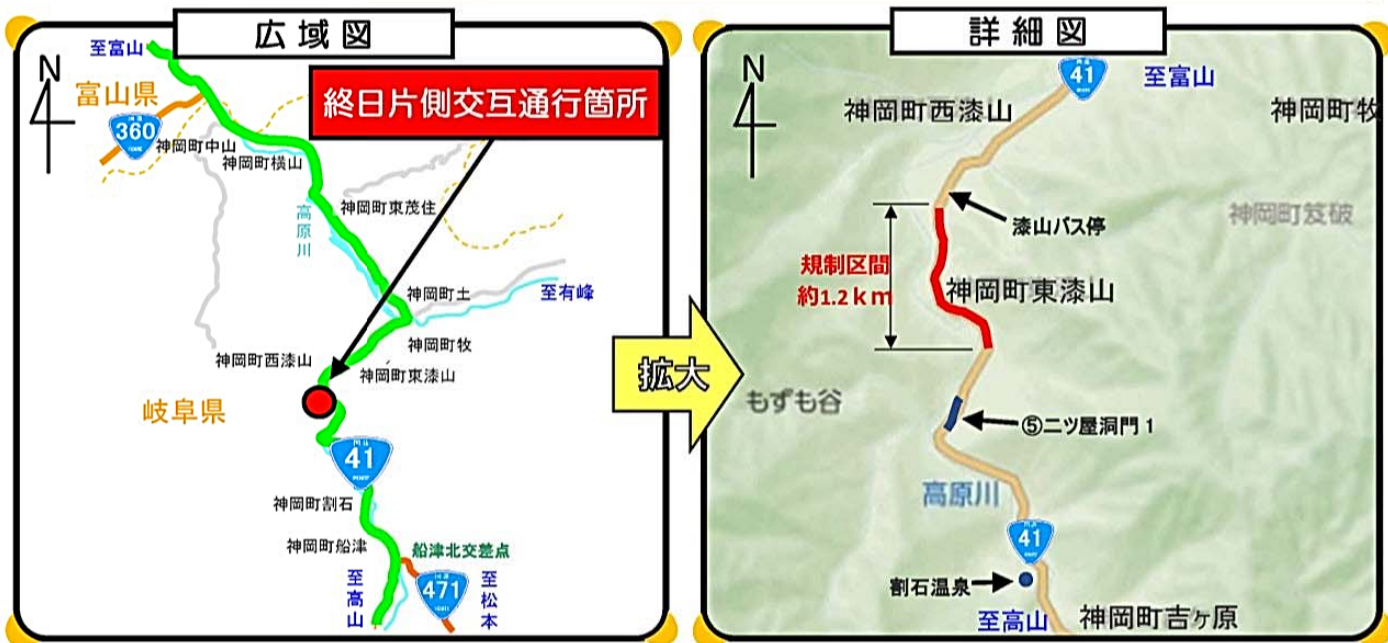 広域図
至富山
N
富山県
360
神岡町中山
神岡町横山
終日片側交互通行箇所
高原川
神岡町東茂住
神岡町土
至有峰
神岡町牧
神岡町西漆山
神岡町東漆山
岐阜県
国道
41
ROUTE
神岡町割石
神岡町船津
船津北交差点
至高山
471
至松本
拡大
詳細図
N
41
至富山
神岡町西漆山
神岡町牧
漆山バス停
神岡町笈破
規制区間
約1.2km
神岡町東漆山
もずも谷
⑤二ツ屋洞門1
高原川
41
割石温泉
至高山
神岡町吉ヶ原